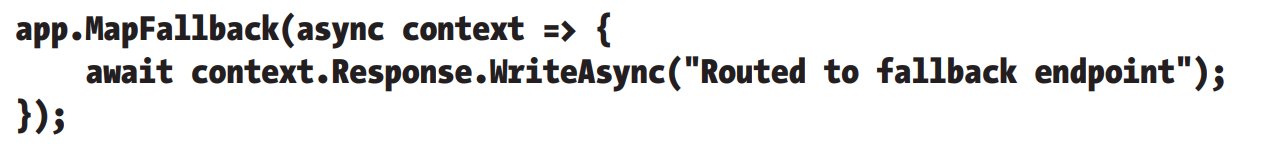 app.MapFallback(async context => {
    await context.Response.WriteAsync("Routed to fallback endpoint");
});